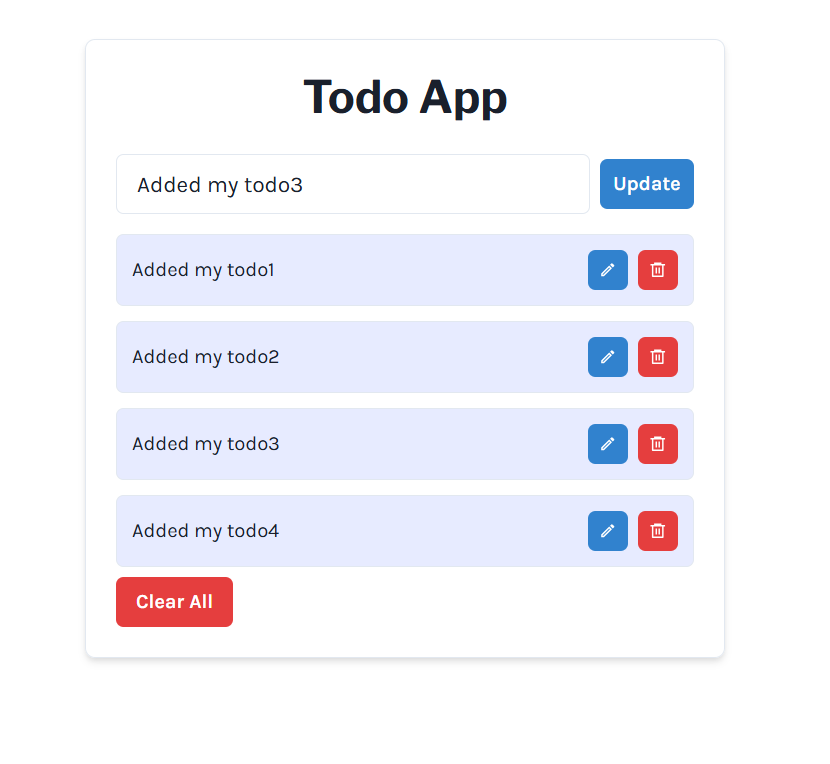 Todo App
Added my todo3
Update
Added my todo1
Added my todo2
Added my todo3
Added my todo4
Clear All